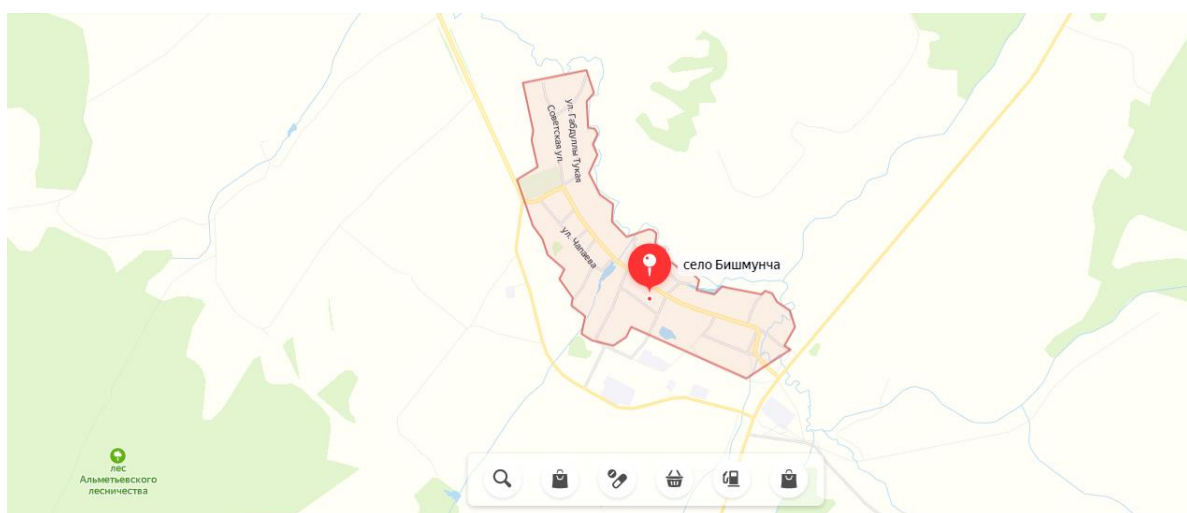 ул. Габдуллы Тукая
Советская ул.
ул. Чапаева
село Бишмунча
лес
Альметьевского
лесничества